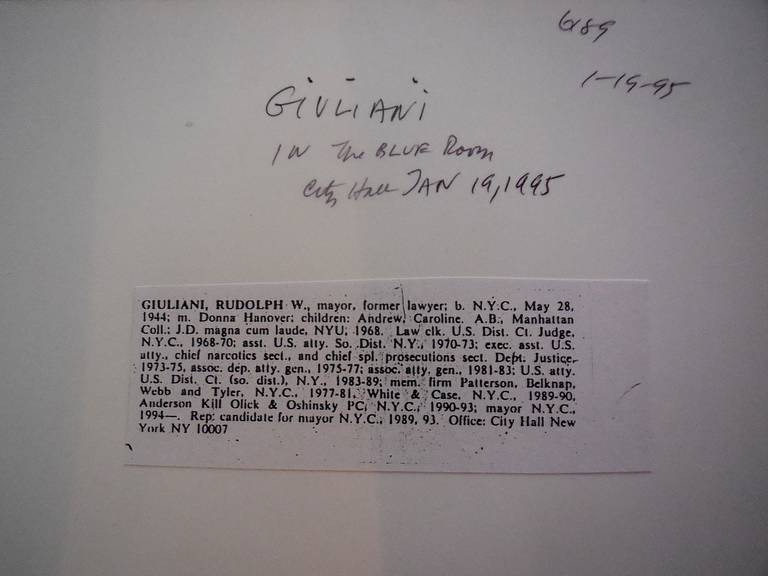 6189
1-19-95
GIULIANI
IN The BLUE Room
City Hall JAN 19, 1995
GIULIANI, RUDOLPH W., mayor, former lawyer; b. N.Y.C., May 28,
1944; m. Donna Hanover; children: Andrew, Caroline. A.B., Manhattan
Coll.; J.D. magna cum laude, NYU, 1968. Law clk. U.S. Dist. Ct. Judge,
N.Y.C., 1968-70; asst. U.S. atty. So. Dist. N.Y., 1970-73; exec. asst. U.S.
atty., chief narcotics sect., and chief spl. prosecutions sect. Dept. Justice,
1973-75, assoc. dep. atty. gen., 1975-77; assoc. atty. gen., 1981-83; U.S. atty.
U.S. Dist. Ct. (so. dist.), N.Y., 1983-89; mem. firm Patterson, Belknap,
Webb and Tyler, N.Y.C., 1977-81, White & Case, N.Y.C., 1989-90,
Anderson Kill Olick & Oshinsky PC, N.Y.C., 1990-93; mayor N.Y.C.,
1994—. Rep. candidate for mayor N.Y.C., 1989, 93. Office: City Hall New
York NY 10007